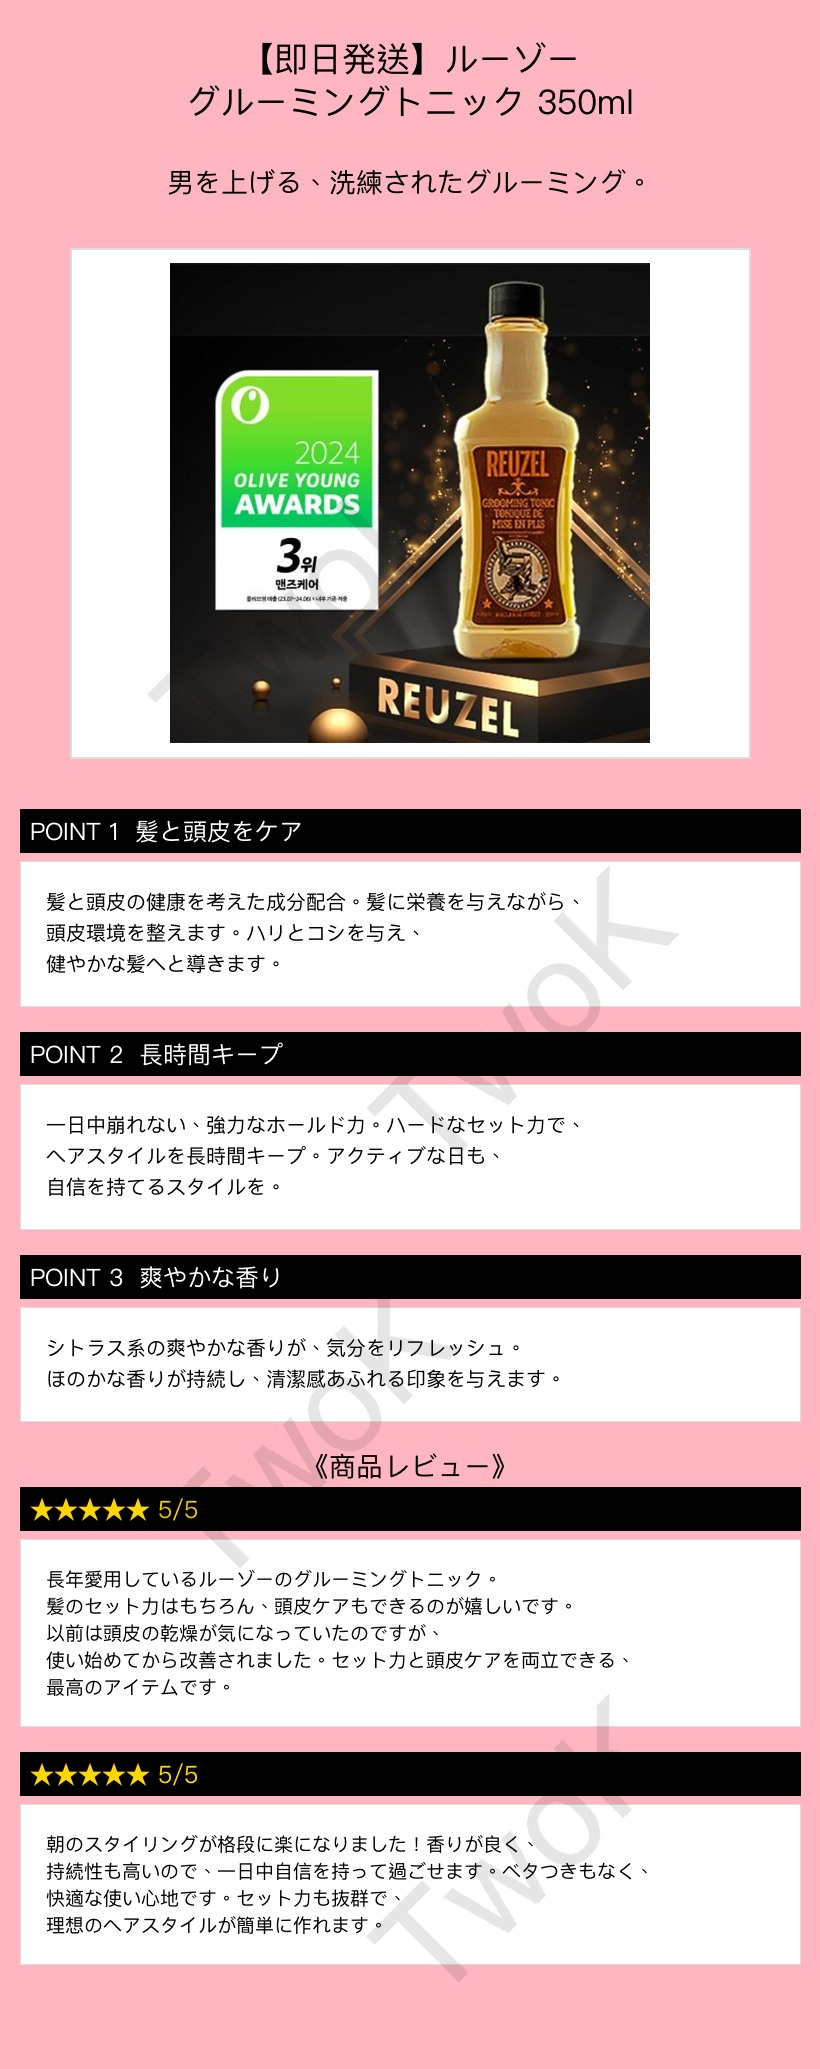 【即日発送】ルーゾー
グルーミングトニック 350ml
男を上げる、洗練されたグルーミング。
O
2024
OLIVE YOUNG
AWARDS
3위
맨즈케어
올리브영 매출 (23.07~24.06) + 내부 기준 적용
REUZEL
GROOMING TONIC
TONIQUE DE
MISE EN PLIS
REUZEL
TwoK
POINT 1 髪と頭皮をケア
髪と頭皮の健康を考えた成分配合。髪に栄養を与えながら、
頭皮環境を整えます。ハリとコシを与え、
健やかな髪へと導きます。
TwoK
POINT 2 長時間キープ
一日中崩れない、強力なホールド力。ハードなセット力で、
ヘアスタイルを長時間キープ。アクティブな日も、
自信を持てるスタイルを。
POINT 3 爽やかな香り
シトラス系の爽やかな香りが、気分をリフレッシュ。
ほのかな香りが持続し、清潔感あふれる印象を与えます。
TwoK
《商品レビュー》
★★★★★ 5/5
長年愛用しているルーゾーのグルーミングトニック。
髪のセット力はもちろん、頭皮ケアもできるのが嬉しいです。
以前は頭皮の乾燥が気になっていたのですが、
使い始めてから改善されました。セット力と頭皮ケアを両立できる、
最高のアイテムです。
★★★★★ 5/5
朝のスタイリングが格段に楽になりました！香りが良く、
持続性も高いので、一日中自信を持って過ごせます。ベタつきもなく、
快適な使い心地です。セット力も抜群で、
理想のヘアスタイルが簡単に作れます。
TwoK